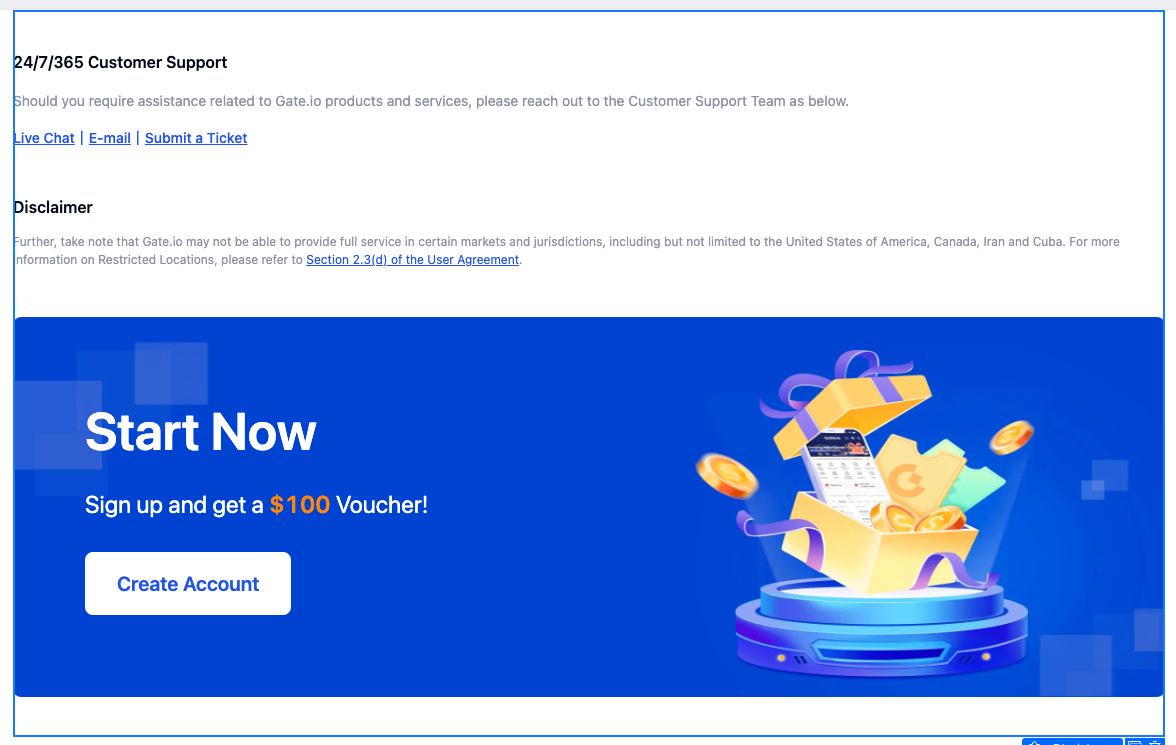 24/7/365 Customer Support
Should you require assistance related to Gate.io products and services, please reach out to the Customer Support Team as below.
Live Chat | E-mail | Submit a Ticket
Disclaimer
Further, take note that Gate.io may not be able to provide full service in certain markets and jurisdictions, including but not limited to the United States of America, Canada, Iran and Cuba. For more
information on Restricted Locations, please refer to Section 2.3(d) of the User Agreement.
Start Now
Sign up and get a $100 Voucher!
Create Account